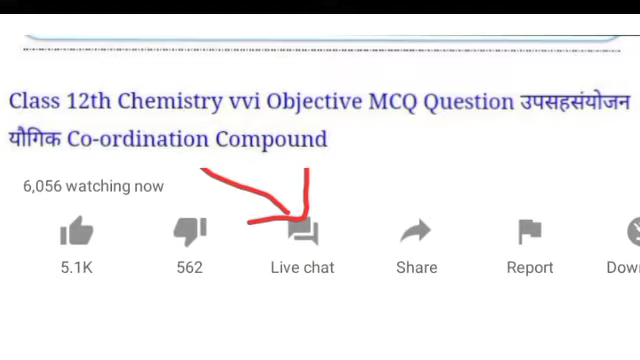 Class 12th Chemistry vvi Objective MCQ Question उपसहसंयोजन
यौगिक Co-ordination Compound
6,056 watching now
5.1K 562 Live chat Share Report Dow